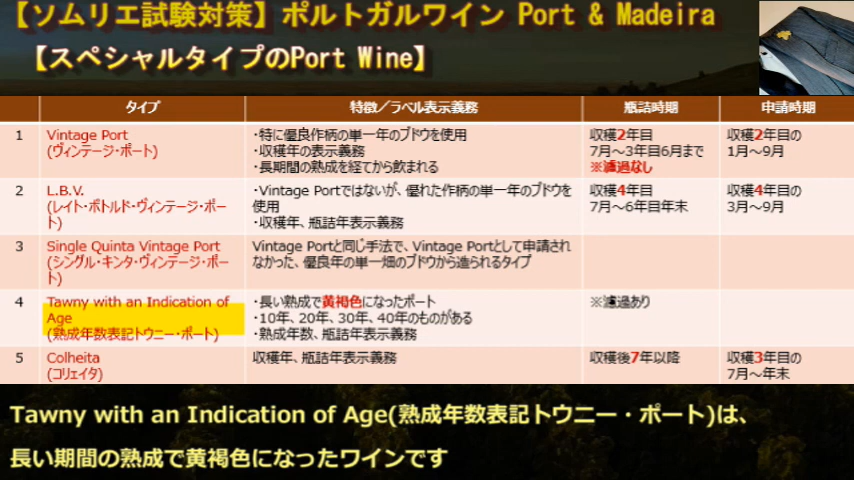 【ソムリエ試験対策】ポルトガルワイン Port & Madeira
【スペシャルタイプのPort Wine】
タイプ 特徴／ラベル表示義務 瓶詰時期 申請時期
1 Vintage Port
(ヴィンテージ・ポート)
・特に優良作柄の単一年のブドウを使用
・収穫年の表示義務
・長期間の熟成を経てから飲まれる
収穫2年目
7月～3年目6月まで
※濾過なし
収穫2年目の
1月～9月
2 L.B.V.
(レイト・ボトルド・ヴィンテージ・ポー
ト)
・Vintage Portではないが、優れた作柄の単一年のブドウを
使用
・収穫年、瓶詰年表示義務
収穫4年目
7月～6年目年末
収穫4年目の
3月～9月
3 Single Quinta Vintage Port
(シングル・キンタ・ヴィンテージ・ポー
ト)
Vintage Portと同じ手法で、Vintage Portとして申請され
なかった、優良年の単一畑のブドウから造られるタイプ
4 Tawny with an Indication of
Age
(熟成年数表記トウニー・ポート)
・長い熟成で黄褐色になったポート
・10年、20年、30年、40年のものがある
・熟成年数、瓶詰年表示義務
※濾過あり
5 Colheita
(コリェイタ)
収穫年、瓶詰年表示義務
収穫後7年以降
収穫3年目の
7月～年末
Tawny with an Indication of Age(熟成年数表記トウニー・ポート)は、
長い期間の熟成で黄褐色になったワインです